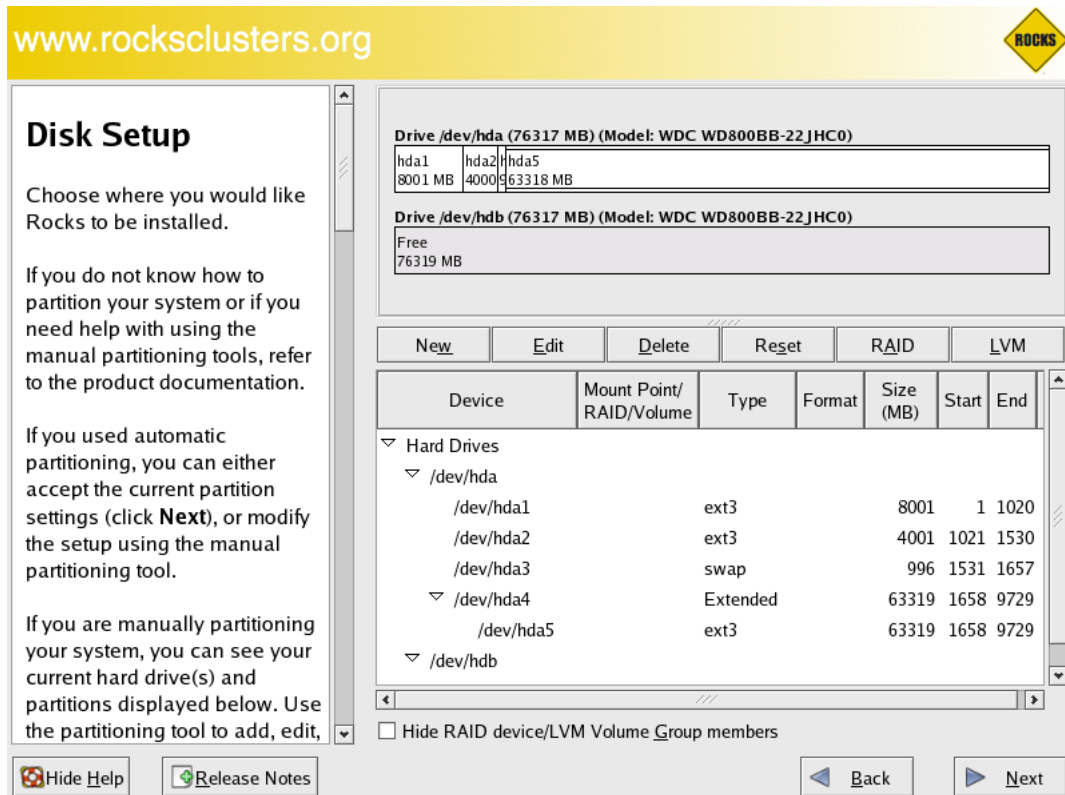 www.rocksclusters.org
ROCKS
Disk Setup
Choose where you would like
Rocks to be installed.
If you do not know how to
partition your system or if you
need help with using the
manual partitioning tools, refer
to the product documentation.
If you used automatic
partitioning, you can either
accept the current partition
settings (click Next), or modify
the setup using the manual
partitioning tool.
If you are manually partitioning
your system, you can see your
current hard drive(s) and
partitions displayed below. Use
the partitioning tool to add, edit,
Drive /dev/hda (76317 MB) (Model: WDC WD800BB-22JHC0)
hda1 hda2 hda5
8001 MB 4000 63318 MB
Drive /dev/hdb (76317 MB) (Model: WDC WD800BB-22JHC0)
Free
76319 MB
New Edit Delete Reset RAID LVM
Device Mount Point/ RAID/Volume Type Format Size (MB) Start End
Hard Drives
/dev/hda
/dev/hda1 ext3 8001 1 1020
/dev/hda2 ext3 4001 1021 1530
/dev/hda3 swap 996 1531 1657
/dev/hda4 Extended 63319 1658 9729
/dev/hda5 ext3 63319 1658 9729
/dev/hdb
Hide RAID device/LVM Volume Group members
Hide Help Release Notes Back Next